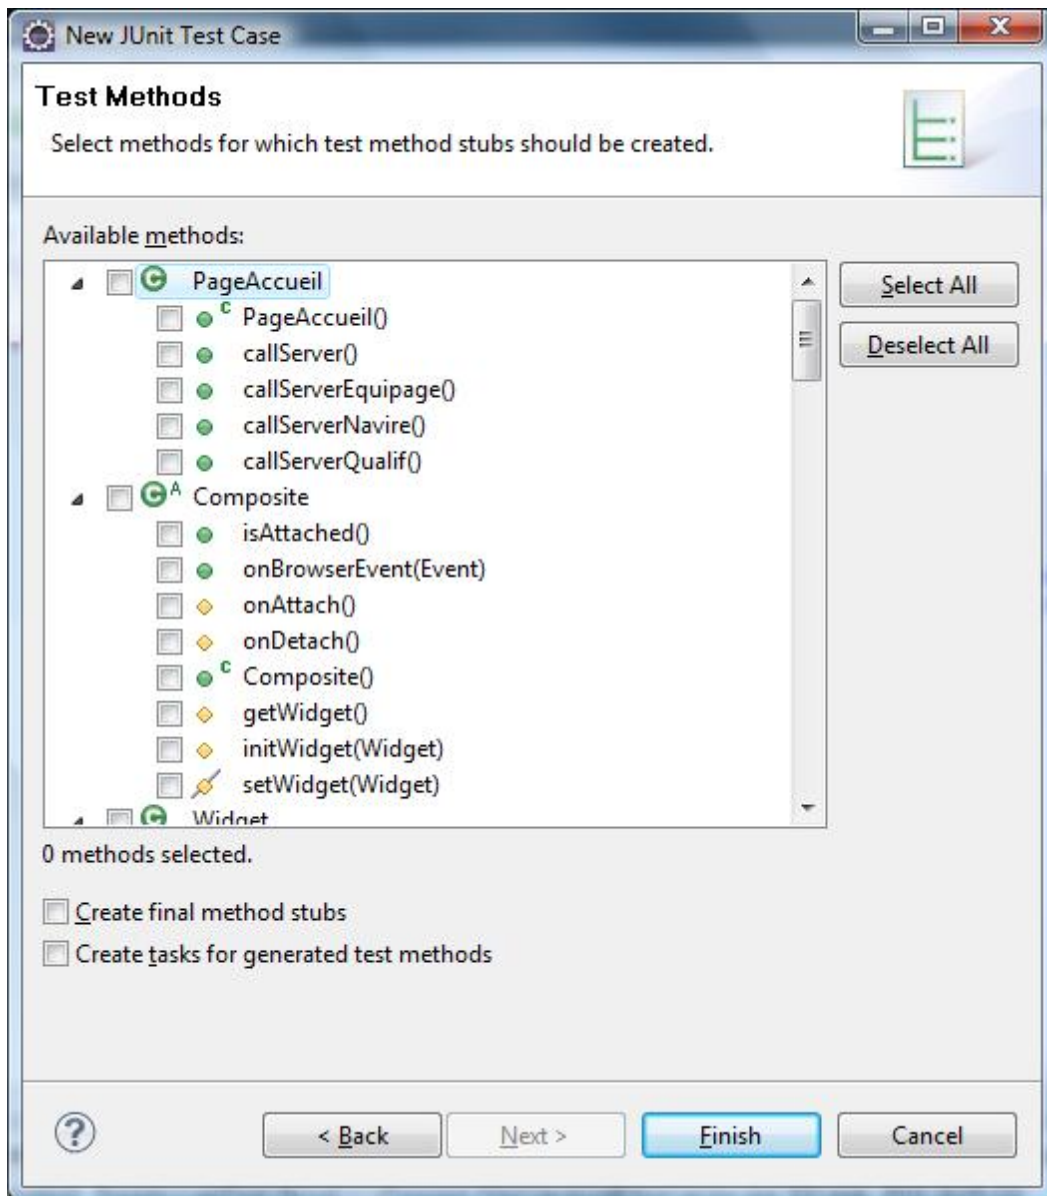 New JUnit Test Case
Test Methods
Select methods for which test method stubs should be created.
Available methods:
PageAccueil
Select All
C PageAccueil()
callServer()
Deselect All
callServerEquipage()
callServerNavire()
callServerQualif()
A Composite
isAttached()
onBrowserEvent(Event)
onAttach()
onDetach()
C Composite()
getWidget()
initWidget(Widget)
setWidget(Widget)
Widget
0 methods selected.
Create final method stubs
Create tasks for generated test methods
< Back Next > Finish Cancel